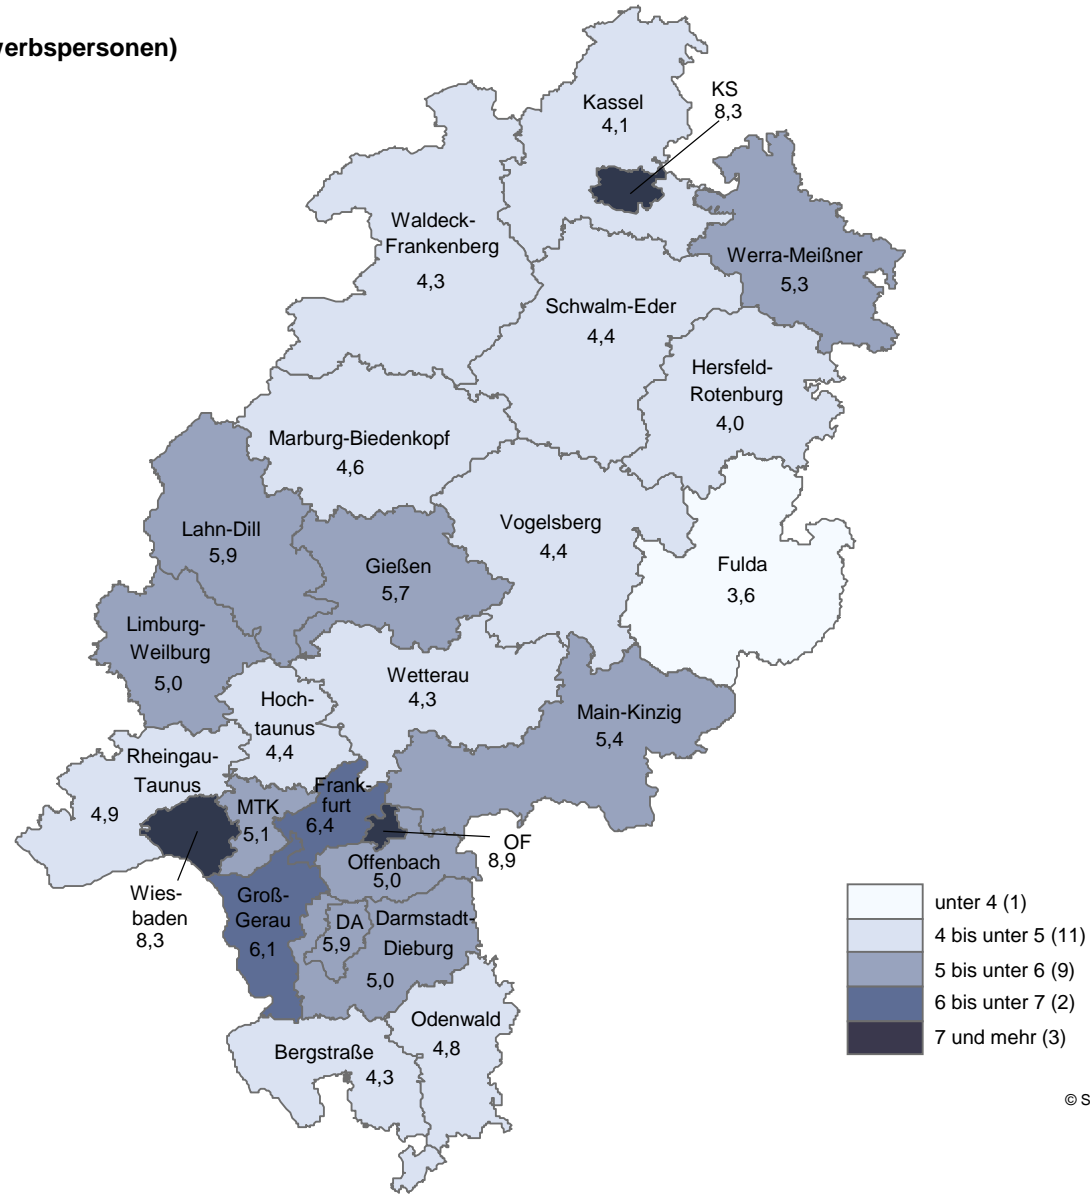 verbspersonen)
KS
8,3
Kassel
4,1
Waldeck-
Frankenberg
4,3
Werra-Meißner
5,3
Schwalm-Eder
4,4
Hersfeld-
Rotenburg
4,0
Marburg-Biedenkopf
4,6
Lahn-Dill
5,9
Gießen
5,7
Vogelsberg
4,4
Fulda
3,6
Limburg-
Weilburg
5,0
Wetterau
4,3
Hoch-
taunus
4,4
Main-Kinzig
5,4
Rheingau-
Taunus
4,9
MTK
5,1
Frank-
furt
6,4
OF
8,9
Offenbach
5,0
Wies-
baden
8,3
Groß-
Gerau
6,1
DA
5,9
Darmstadt-
Dieburg
5,0
Odenwald
4,8
Bergstraße
4,3
unter 4 (1)
4 bis unter 5 (11)
5 bis unter 6 (9)
6 bis unter 7 (2)
7 und mehr (3)
© S